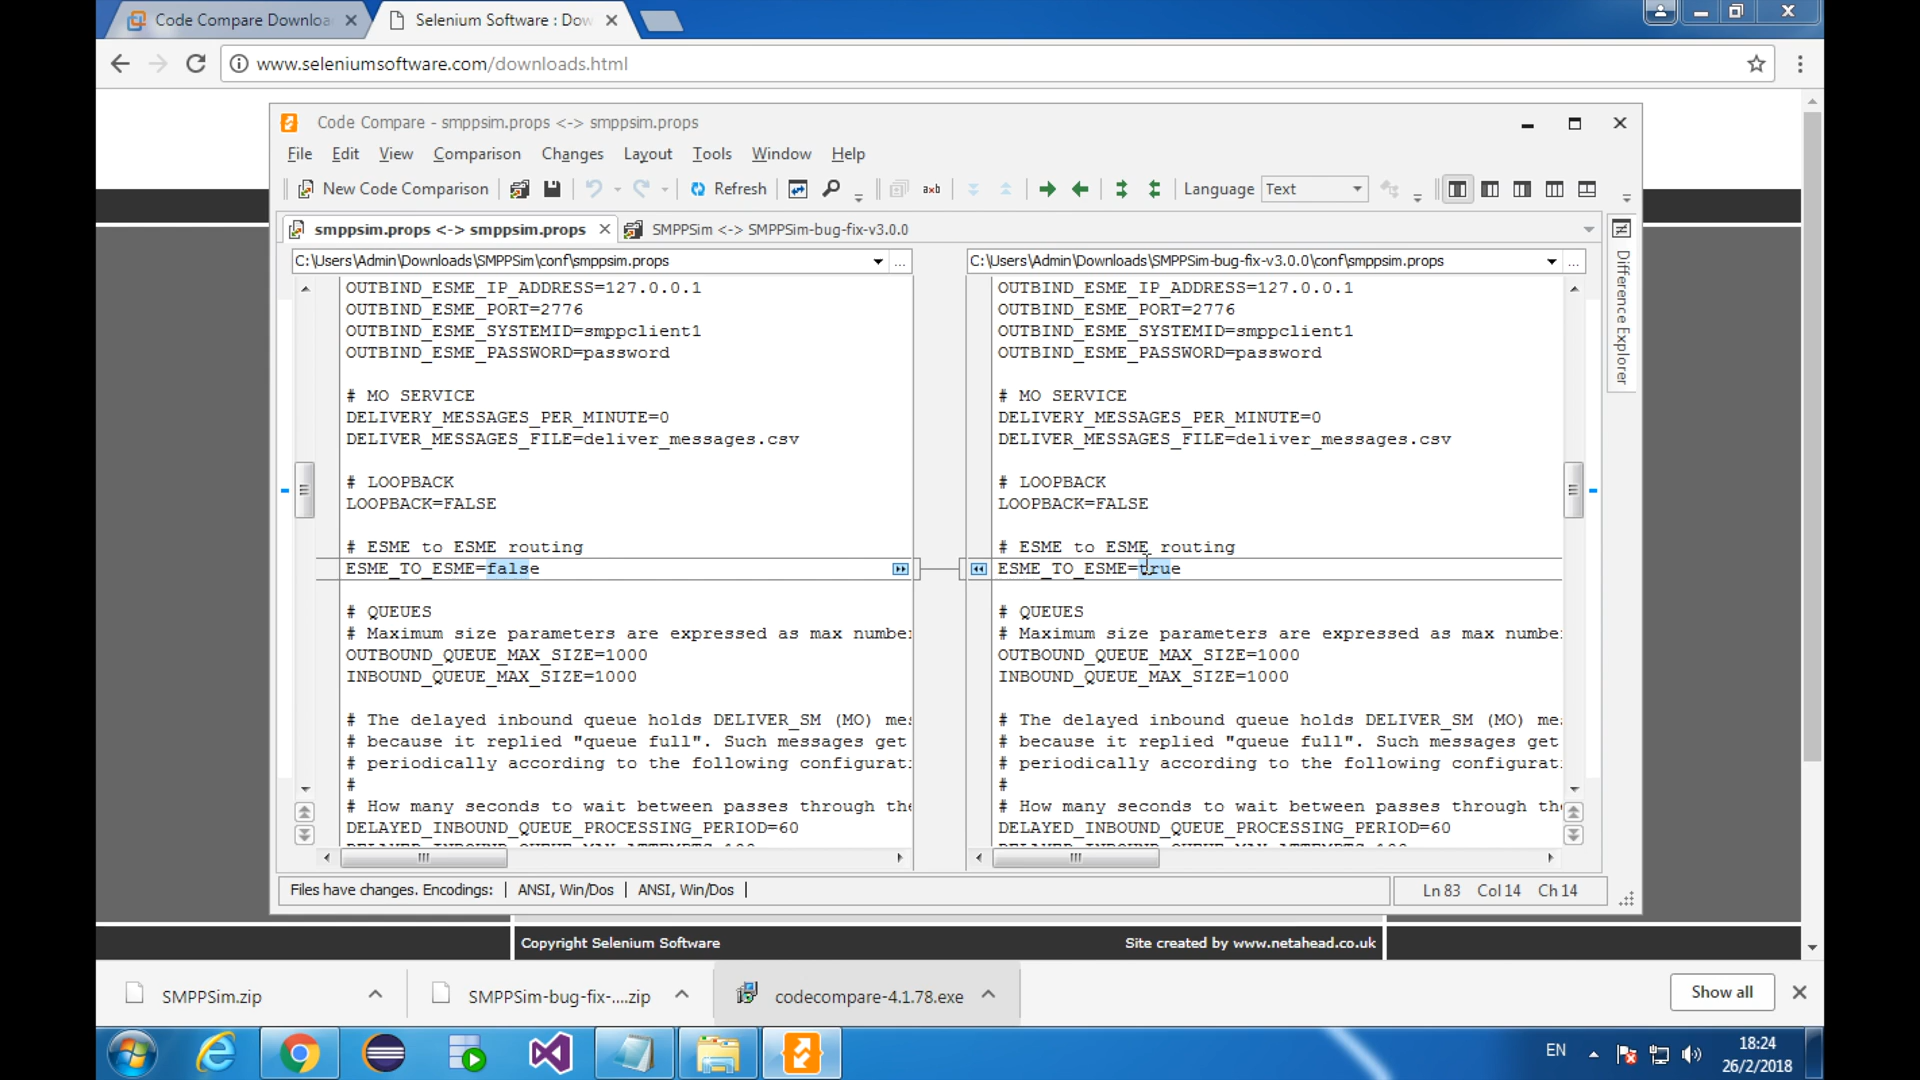 Code Compare Downloa
Selenium Software : Dow
www.seleniumsoftware.com/downloads.html
Code Compare - smppsim.props <-> smppsim.props
File Edit View Comparison Changes Layout Tools Window Help
New Code Comparison Refresh axb Language Text
smppsim.props <-> smppsim.props
SMPPSim <-> SMPPSim-bug-fix-v3.0.0
Difference Explorer
C:\Users\Admin\Downloads\SMPPSim\conf\smppsim.props
OUTBIND_ESME_IP_ADDRESS=127.0.0.1
OUTBIND_ESME_PORT=2776
OUTBIND_ESME_SYSTEMID=smppclient1
OUTBIND_ESME_PASSWORD=password
# MO SERVICE
DELIVERY_MESSAGES_PER_MINUTE=0
DELIVER_MESSAGES_FILE=deliver_messages.csv
# LOOPBACK
LOOPBACK=FALSE
# ESME to ESME routing
ESME_TO_ESME=false
# QUEUES
# Maximum size parameters are expressed as max number
OUTBOUND_QUEUE_MAX_SIZE=1000
INBOUND_QUEUE_MAX_SIZE=1000
# The delayed inbound queue holds DELIVER_SM (MO) mes
# because it replied "queue full". Such messages get
# periodically according to the following configurati
#
# How many seconds to wait between passes through the
DELAYED_INBOUND_QUEUE_PROCESSING_PERIOD=60
C:\Users\Admin\Downloads\SMPPSim-bug-fix-v3.0.0\conf\smppsim.props
OUTBIND_ESME_IP_ADDRESS=127.0.0.1
OUTBIND_ESME_PORT=2776
OUTBIND_ESME_SYSTEMID=smppclient1
OUTBIND_ESME_PASSWORD=password
# MO SERVICE
DELIVERY_MESSAGES_PER_MINUTE=0
DELIVER_MESSAGES_FILE=deliver_messages.csv
# LOOPBACK
LOOPBACK=FALSE
# ESME to ESME routing
ESME_TO_ESME=true
# QUEUES
# Maximum size parameters are expressed as max numbe
OUTBOUND_QUEUE_MAX_SIZE=1000
INBOUND_QUEUE_MAX_SIZE=1000
# The delayed inbound queue holds DELIVER_SM (MO) me
# because it replied "queue full". Such messages get
# periodically according to the following configurat
#
# How many seconds to wait between passes through th
DELAYED_INBOUND_QUEUE_PROCESSING_PERIOD=60
Files have changes. Encodings: | ANSI, Win/Dos | ANSI, Win/Dos |
Ln 83 Col 14 Ch 14
Copyright Selenium Software
Site created by www.netahead.co.uk
SMPPSim.zip
SMPPSim-bug-fix-....zip
codecompare-4.1.78.exe
Show all
EN
18:24
26/2/2018